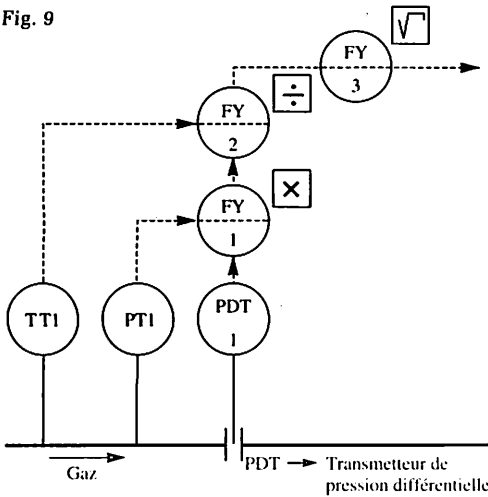 Fig. 9
√
FY
3
÷
FY
2
×
FY
1
TT1
PT1
PDT
1
Gaz
PDT → Transmetteur de
pression différentielle